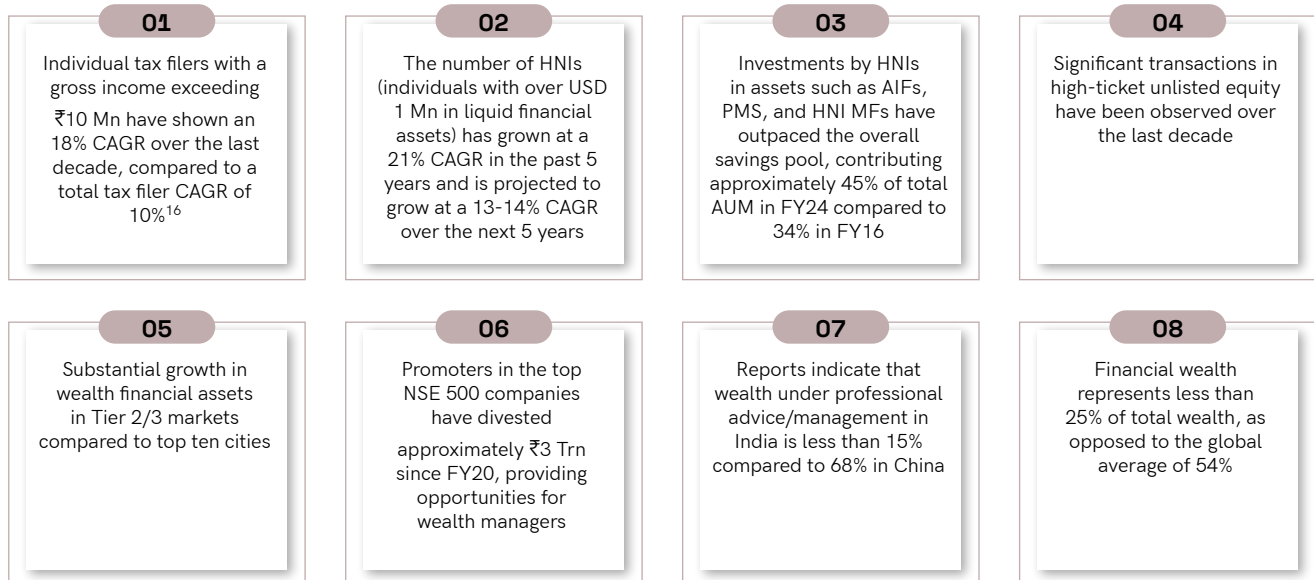 01
Individual tax filers with a
gross income exceeding
₹10 Mn have shown an
18% CAGR over the last
decade, compared to a
total tax filer CAGR of
10%16
02
The number of HNIs
(individuals with over USD
1 Mn in liquid financial
assets) has grown at a
21% CAGR in the past 5
years and is projected to
grow at a 13-14% CAGR
over the next 5 years
03
Investments by HNIs
in assets such as AIFs,
PMS, and HNI MFs have
outpaced the overall
savings pool, contributing
approximately 45% of total
AUM in FY24 compared to
34% in FY16
04
Significant transactions in
high-ticket unlisted equity
have been observed over
the last decade
05
Substantial growth in
wealth financial assets
in Tier 2/3 markets
compared to top ten cities
06
Promoters in the top
NSE 500 companies
have divested
approximately ₹3 Trn
since FY20, providing
opportunities for
wealth managers
07
Reports indicate that
wealth under professional
advice/management in
India is less than 15%
compared to 68% in China
08
Financial wealth
represents less than
25% of total wealth, as
opposed to the global
average of 54%